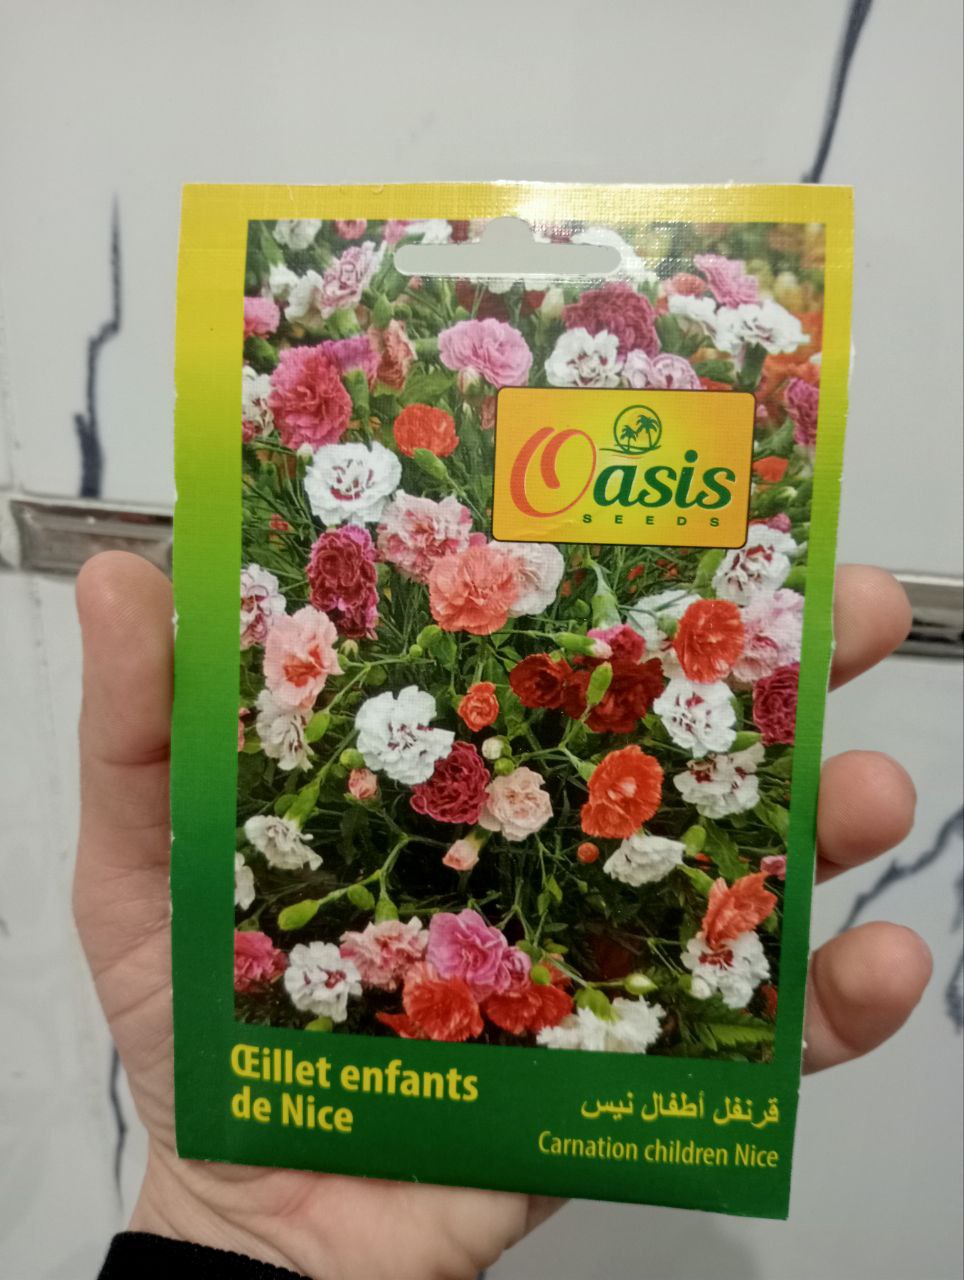 Oasis
SEEDS
Œillet enfants
de Nice
قرنفل أطفال نيس
Carnation children Nice